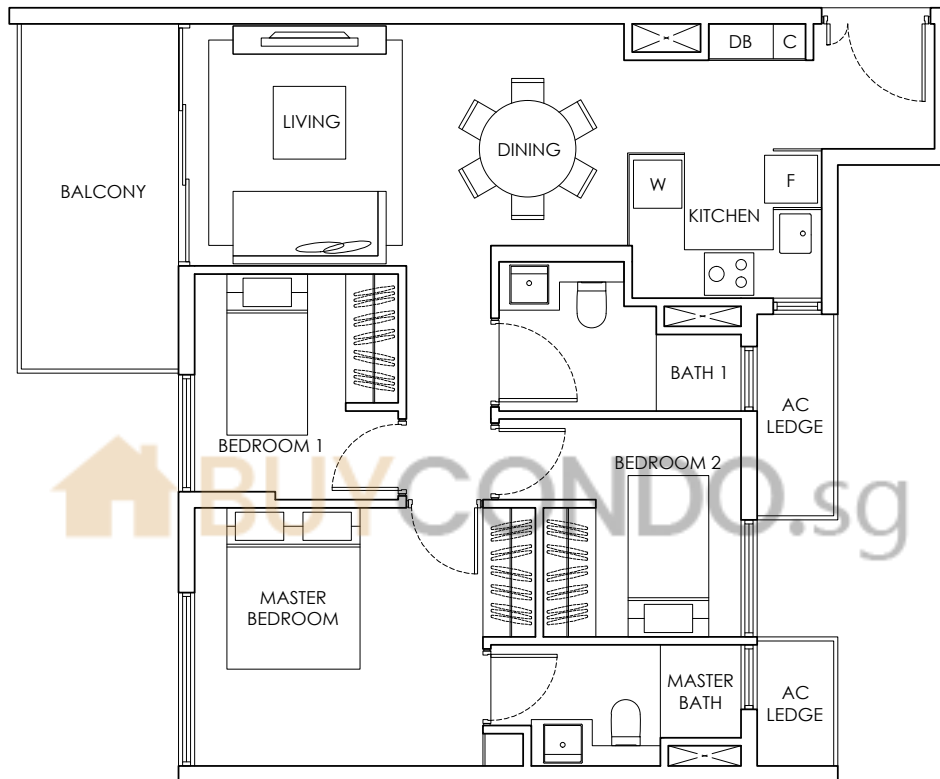 DB
C
LIVING
DINING
BALCONY
W
F
KITCHEN
BATH 1
AC
LEDGE
BEDROOM 1
BEDROOM 2
BUYCONDO.sg
MASTER
BEDROOM
MASTER
BATH
AC
LEDGE